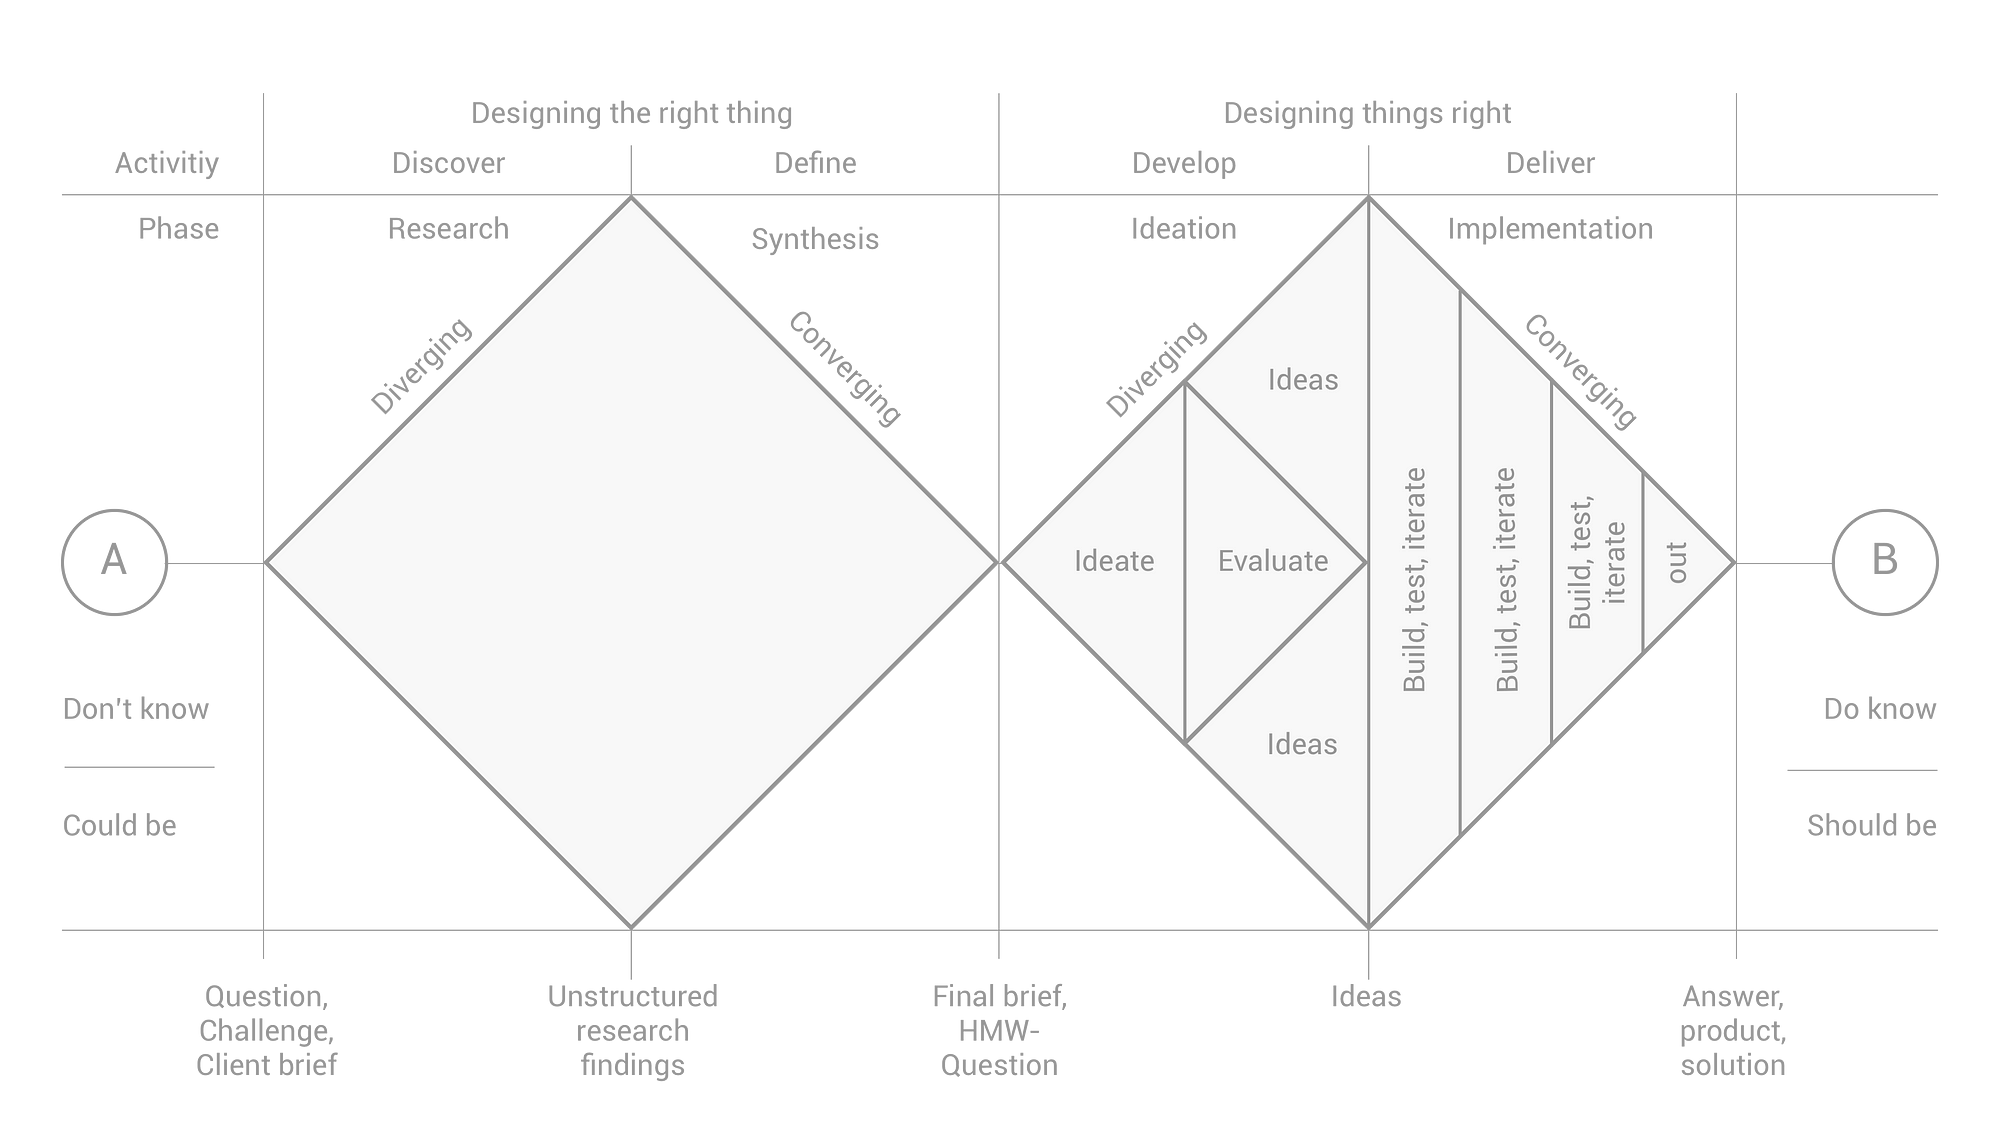 Designing the right thing
Designing things right
Activitiy
Discover
Define
Develop
Deliver
Phase
Research
Synthesis
Ideation
Implementation
Diverging
Converging
Diverging
Converging
Ideas
A
Ideate
Evaluate
Build, test, iterate
Build, test, iterate
Build, test,
iterate
out
B
Don't know
Do know
Ideas
Could be
Should be
Question,
Challenge,
Client brief
Unstructured
research
findings
Final brief,
HMW-
Question
Ideas
Answer,
product,
solution